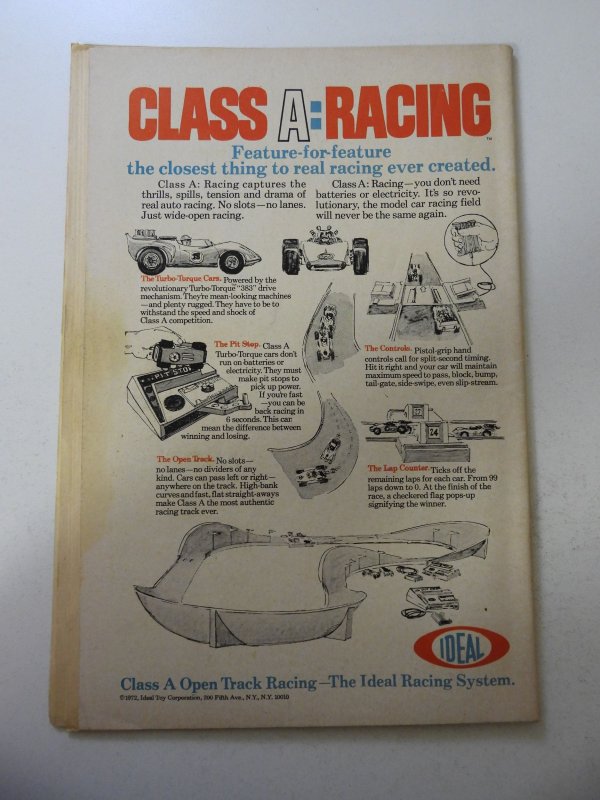 CLASS A: RACING
Feature-for-feature
the closest thing to real racing ever created.
Class A: Racing captures the
thrills, spills, tension and drama of
real auto racing. No slots—no lanes.
Just wide-open racing.
Class A: Racing—you don't need
batteries or electricity. It's so revo-
lutionary, the model car racing field
will never be the same again.
The Turbo-Torque Cars. Powered by the
revolutionary Turbo-Torque "383" drive
mechanism. They're mean-looking machines
—and plenty rugged. They have to be to
withstand the speed and shock of
Class A competition.
The Pit Stop. Class A
Turbo-Torque cars don't
run on batteries or
electricity. They must
make pit stops to
pick up power.
If you're fast
—you can be
back racing in
6 seconds. This can
mean the difference between
winning and losing.
PIT STOP
The Controls. Pistol-grip hand
controls call for split-second timing.
Hit it right and your car will maintain
maximum speed to pass, block, bump,
tail-gate, side-swipe, even slip-stream.
The Open Track. No slots—
no lanes—no dividers of any
kind. Cars can pass left or right—
anywhere on the track. High-bank
curves and fast, flat straight-aways
make Class A the most authentic
racing track ever.
24
The Lap Counter. Ticks off the
remaining laps for each car. From 99
laps down to 0. At the finish of the
race, a checkered flag pops-up
signifying the winner.
IDEAL
Class A Open Track Racing—The Ideal Racing System.
©1972, Ideal Toy Corporation, 200 Fifth Ave., N.Y., N.Y. 10010